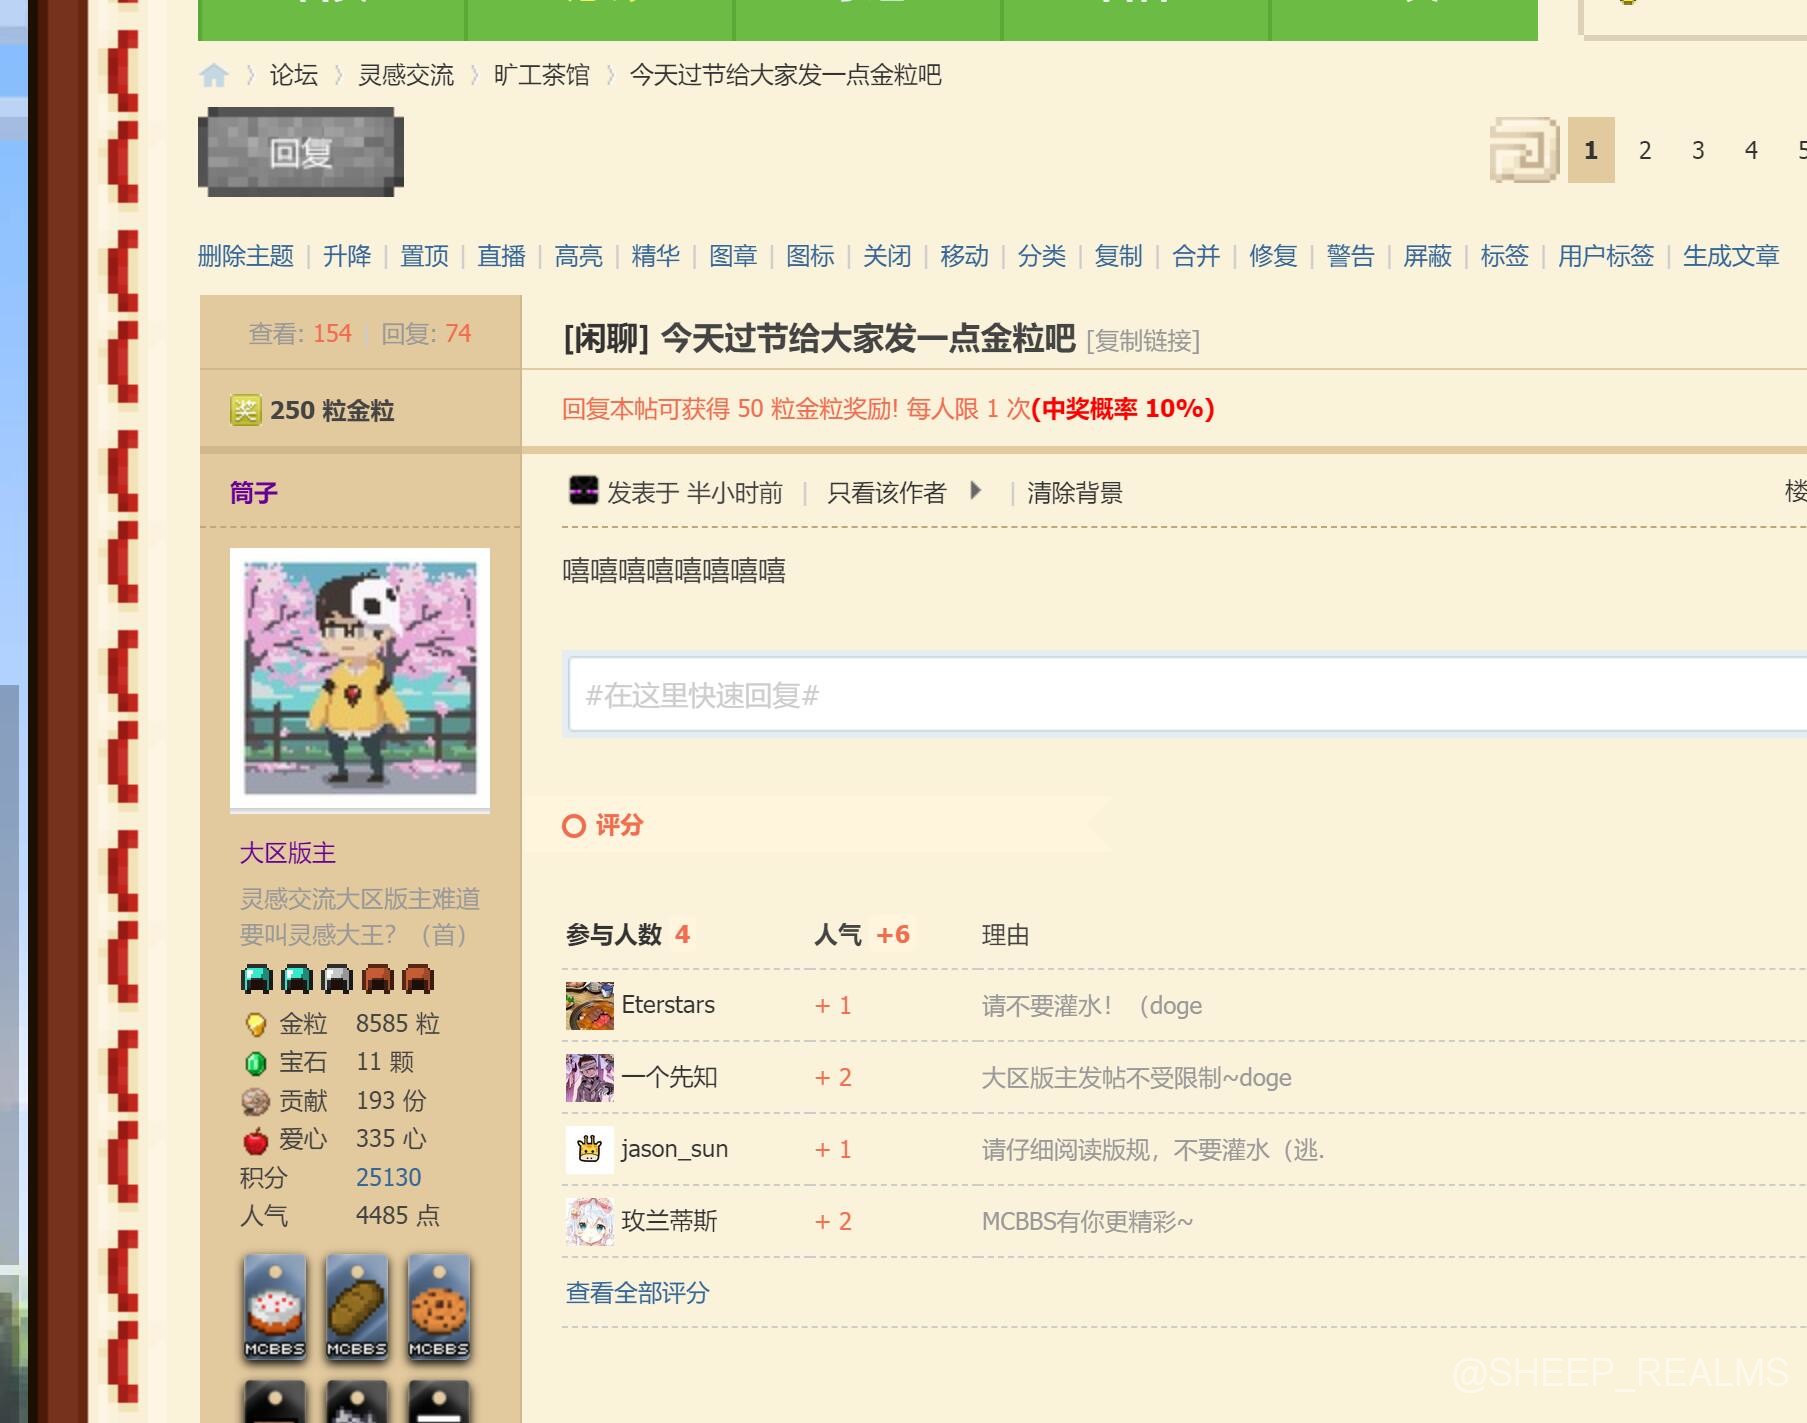 论坛 灵感交流 旷工茶馆 今天过节给大家发一点金粒吧
回复
1 2 3 4 5
删除主题 | 升降 | 置顶 | 直播 | 高亮 | 精华 | 图章 | 图标 | 关闭 | 移动 | 分类 | 复制 | 合并 | 修复 | 警告 | 屏蔽 | 标签 | 用户标签 | 生成文章
查看: 154 | 回复: 74
[闲聊] 今天过节给大家发一点金粒吧 [复制链接]
奖 250 粒金粒
回复本帖可获得 50 粒金粒奖励! 每人限 1 次(中奖概率 10%)
筒子
发表于 半小时前 | 只看该作者 | 清除背景
楼
嘻嘻嘻嘻嘻嘻嘻嘻
#在这里快速回复#
大区版主
灵感交流大区版主难道
要叫灵感大王？（首）
金粒 8585 粒
宝石 11 颗
贡献 193 份
爱心 335 心
积分 25130
人气 4485 点
MCBBS MCBBS MCBBS
评分
参与人数 4 人气 +6 理由
Eterstars + 1 请不要灌水！（doge
一个先知 + 2 大区版主发帖不受限制~doge
jason_sun + 1 请仔细阅读版规，不要灌水（逃.
玫兰蒂斯 + 2 MCBBS有你更精彩~
查看全部评分
@SHEEP_REALMS